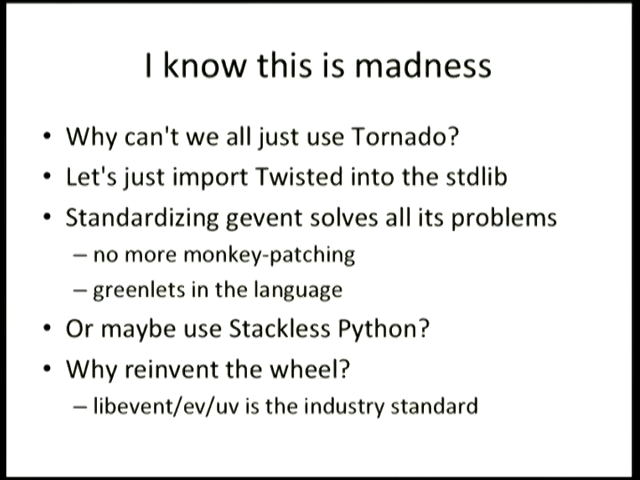 I know this is madness
• Why can't we all just use Tornado?
• Let's just import Twisted into the stdlib
• Standardizing gevent solves all its problems
– no more monkey-patching
– greenlets in the language
• Or maybe use Stackless Python?
• Why reinvent the wheel?
– libevent/ev/uv is the industry standard